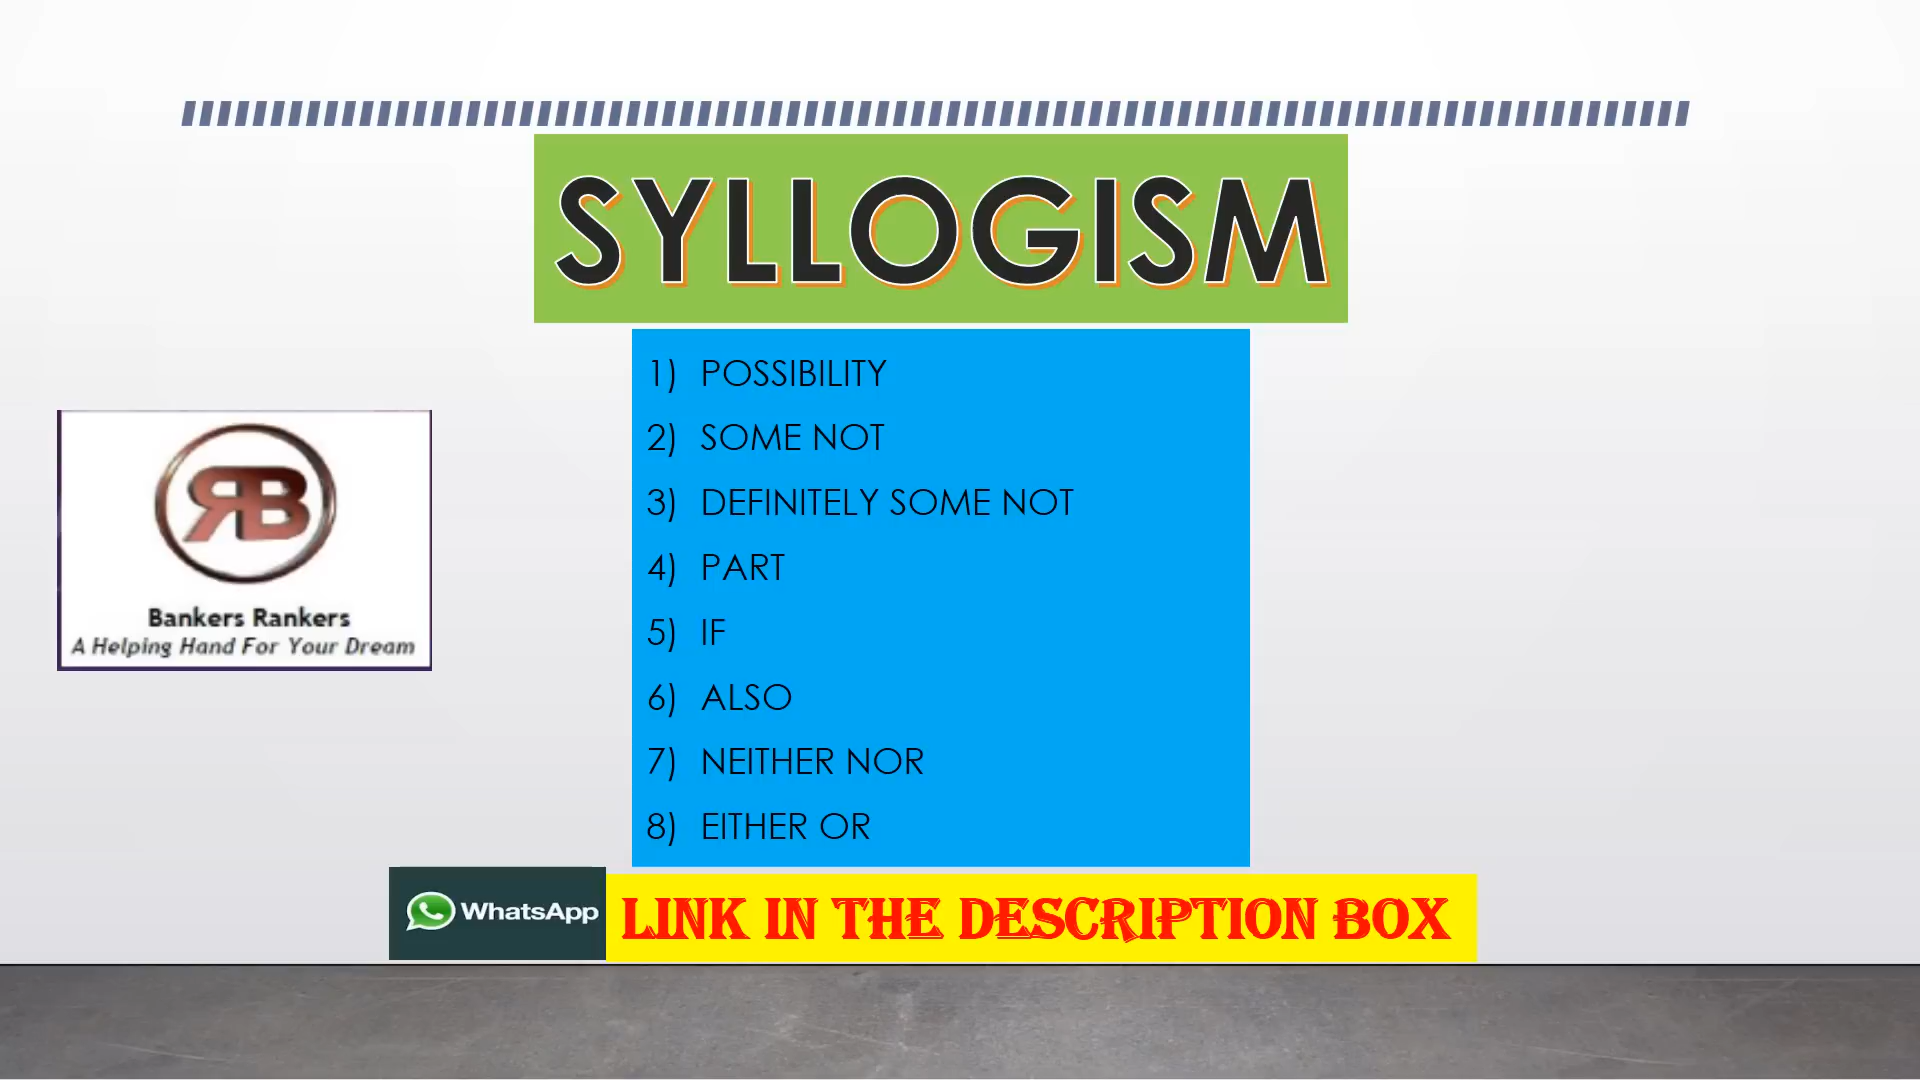 SYLLOGISM
1) POSSIBILITY
2) SOME NOT
3) DEFINITELY SOME NOT
4) PART
5) IF
6) ALSO
7) NEITHER NOR
8) EITHER OR
RB
Bankers Rankers
A Helping Hand For Your Dream
WhatsApp
LINK IN THE DESCRIPTION BOX